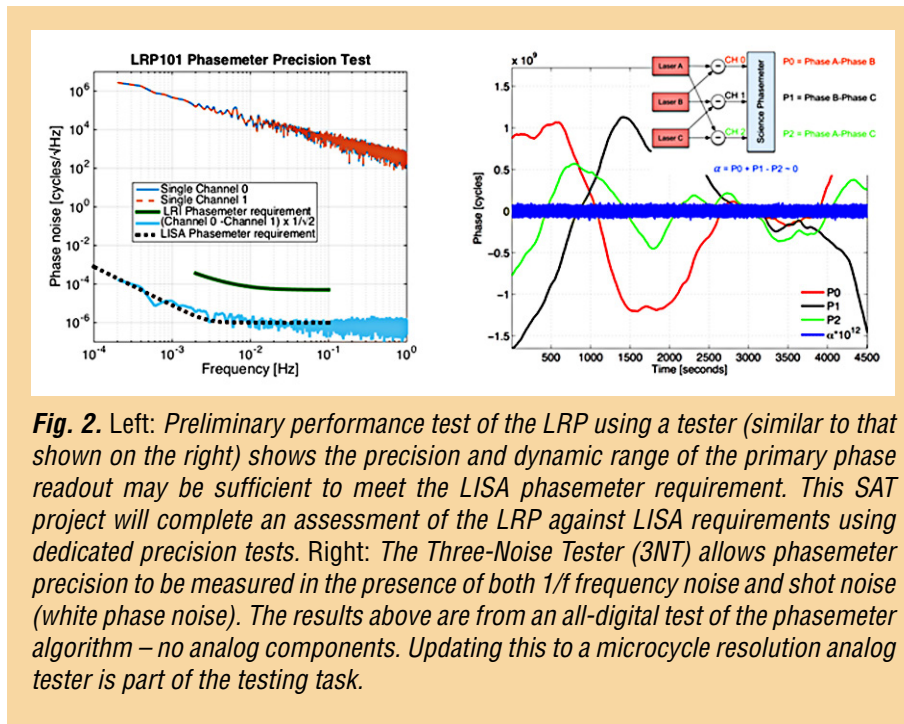 LRP101 Phasemeter Precision Test
10^6
10^4
10^2
10^0
10^-2
10^-4
10^-6
Phase noise [cycles/√Hz]
Single Channel 0
Single Channel 1
LRI Phasemeter requirement
(Channel 0 -Channel 1) x 1/√2
LISA Phasemeter requirement
10^-4
10^-3
10^-2
10^-1
10^0
Frequency [Hz]
×10^9
1.5
1
0.5
0
−0.5
−1
−1.5
Phase [cycles]
Laser A
Laser B
Laser C
CH 0
CH 1
CH 2
Science Phasemeter
P0 = Phase A-Phase B
P1 = Phase B-Phase C
P2 = Phase A-Phase C
α = P0 + P1 - P2 ~ 0
P0
P1
P2
α*10^12
500
1000
1500
2000
2500
3000
3500
4000
4500
Time [seconds]
Fig. 2. Left: Preliminary performance test of the LRP using a tester (similar to that
shown on the right) shows the precision and dynamic range of the primary phase
readout may be sufficient to meet the LISA phasemeter requirement. This SAT
project will complete an assessment of the LRP against LISA requirements using
dedicated precision tests. Right: The Three-Noise Tester (3NT) allows phasemeter
precision to be measured in the presence of both 1/f frequency noise and shot noise
(white phase noise). The results above are from an all-digital test of the phasemeter
algorithm – no analog components. Updating this to a microcycle resolution analog
tester is part of the testing task.